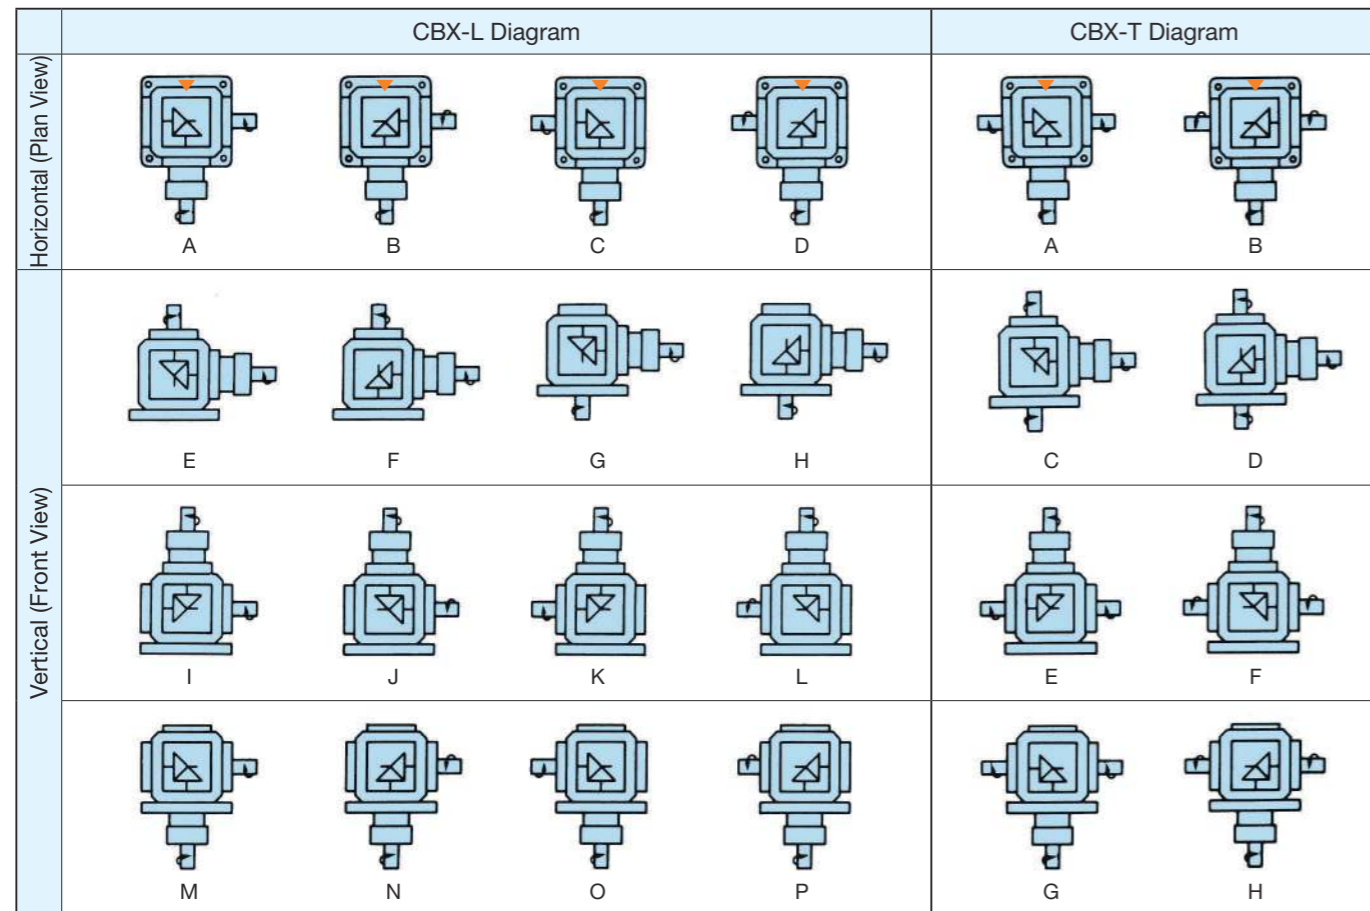 CBX-L Diagram CBX-T Diagram
Horizontal (Plan View)
A B C D A B
Vertical (Front View)
E F G H C D
I J K L E F
M N O P G H